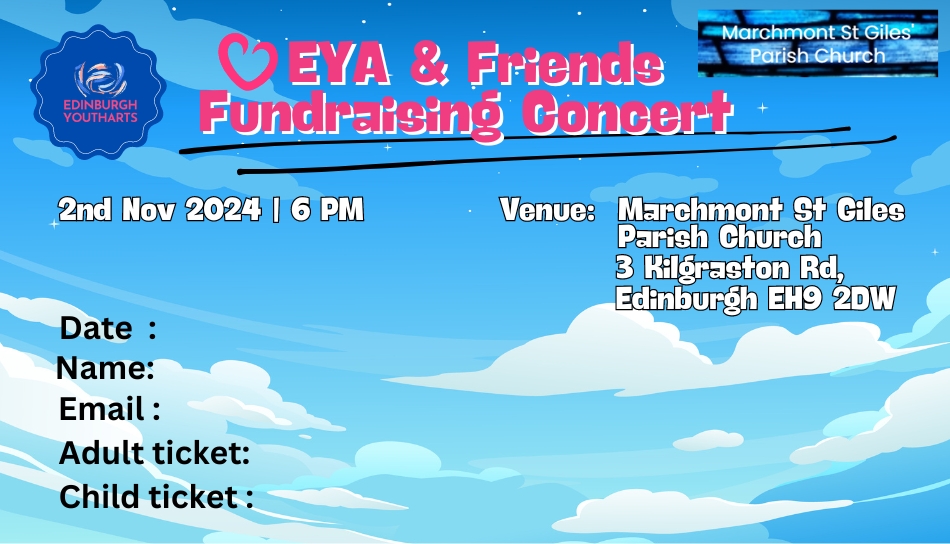 EDINBURGH
YOUTHARTS
EYA & Friends
Fundraising Concert
Marchmont St Giles'
Parish Church
2nd Nov 2024 | 6 PM
Venue: Marchmont St Giles
Parish Church
3 Kilgraston Rd,
Edinburgh EH9 2DW
Date :
Name:
Email :
Adult ticket:
Child ticket :